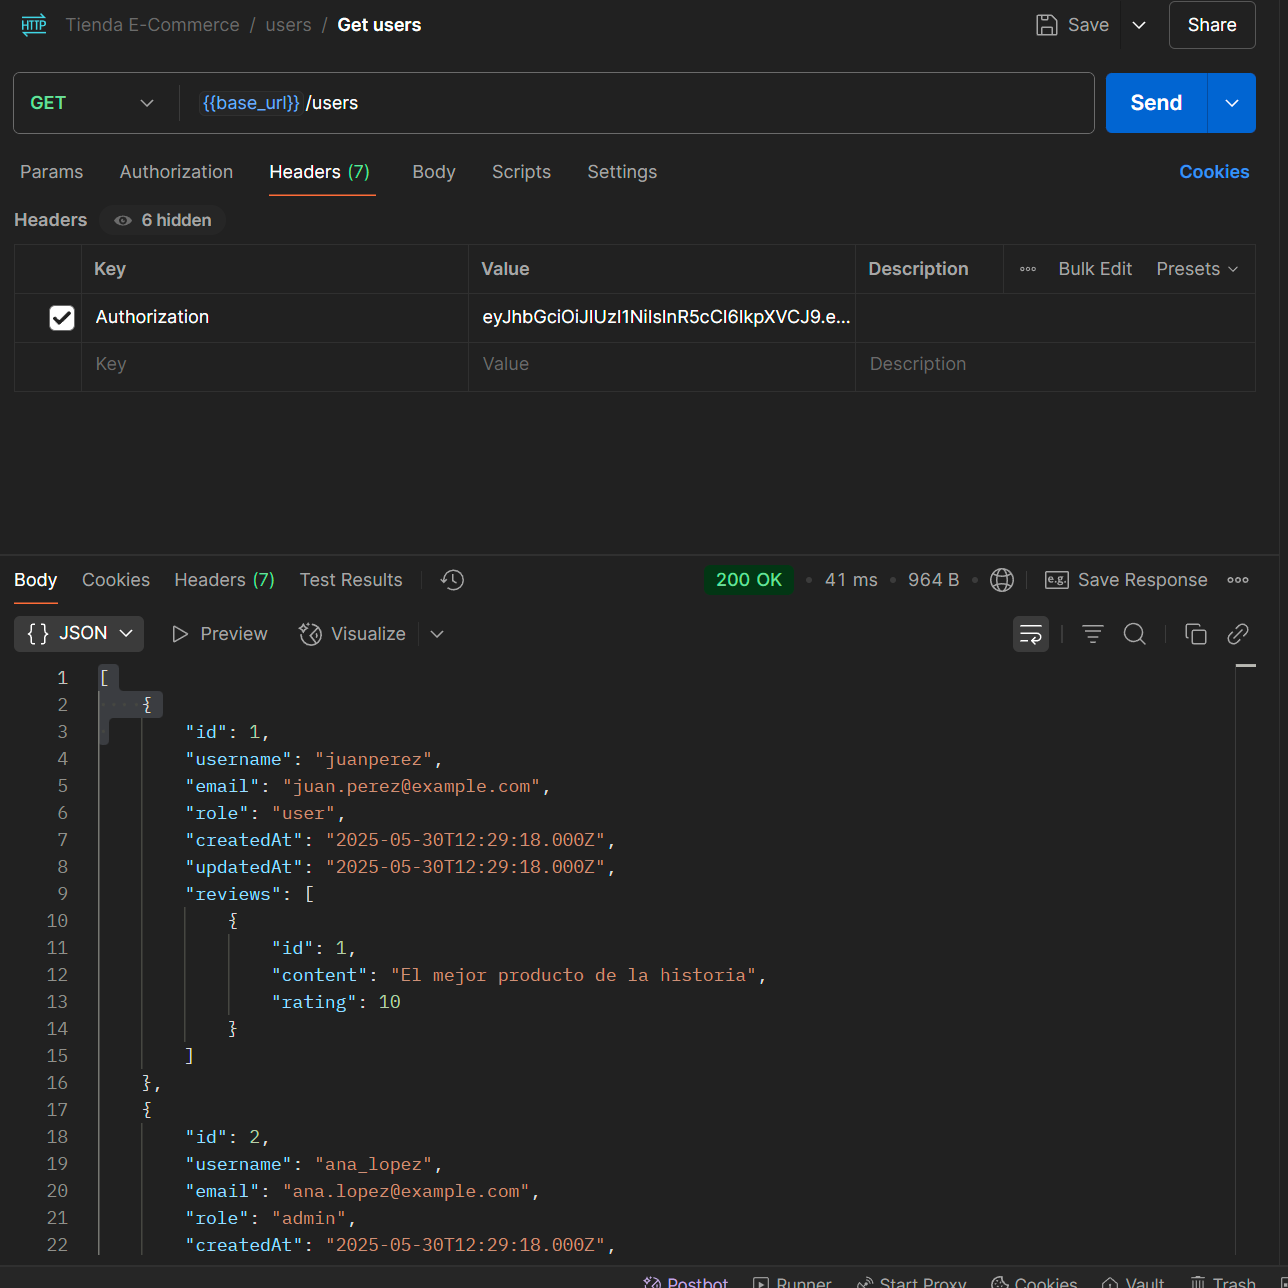 HTTP Tienda E-Commerce / users / Get users Save Share
GET {{base_url}} /users Send
Params Authorization Headers (7) Body Scripts Settings Cookies
Headers 6 hidden
Key Value Description Bulk Edit Presets
Authorization eyJhbGciOiJIUzI1NiIsInR5cCI6IkpXVCJ9.e...
Key Value Description
Body Cookies Headers (7) Test Results 200 OK • 41 ms • 964 B • e.g. Save Response
{} JSON Preview Visualize
1 [
2 {
3 "id": 1,
4 "username": "juanperez",
5 "email": "juan.perez@example.com",
6 "role": "user",
7 "createdAt": "2025-05-30T12:29:18.000Z",
8 "updatedAt": "2025-05-30T12:29:18.000Z",
9 "reviews": [
10 {
11 "id": 1,
12 "content": "El mejor producto de la historia",
13 "rating": 10
14 }
15 ]
16 },
17 {
18 "id": 2,
19 "username": "ana_lopez",
20 "email": "ana.lopez@example.com",
21 "role": "admin",
22 "createdAt": "2025-05-30T12:29:18.000Z",
Postbot Runner Start Proxy Cookies Vault Trash